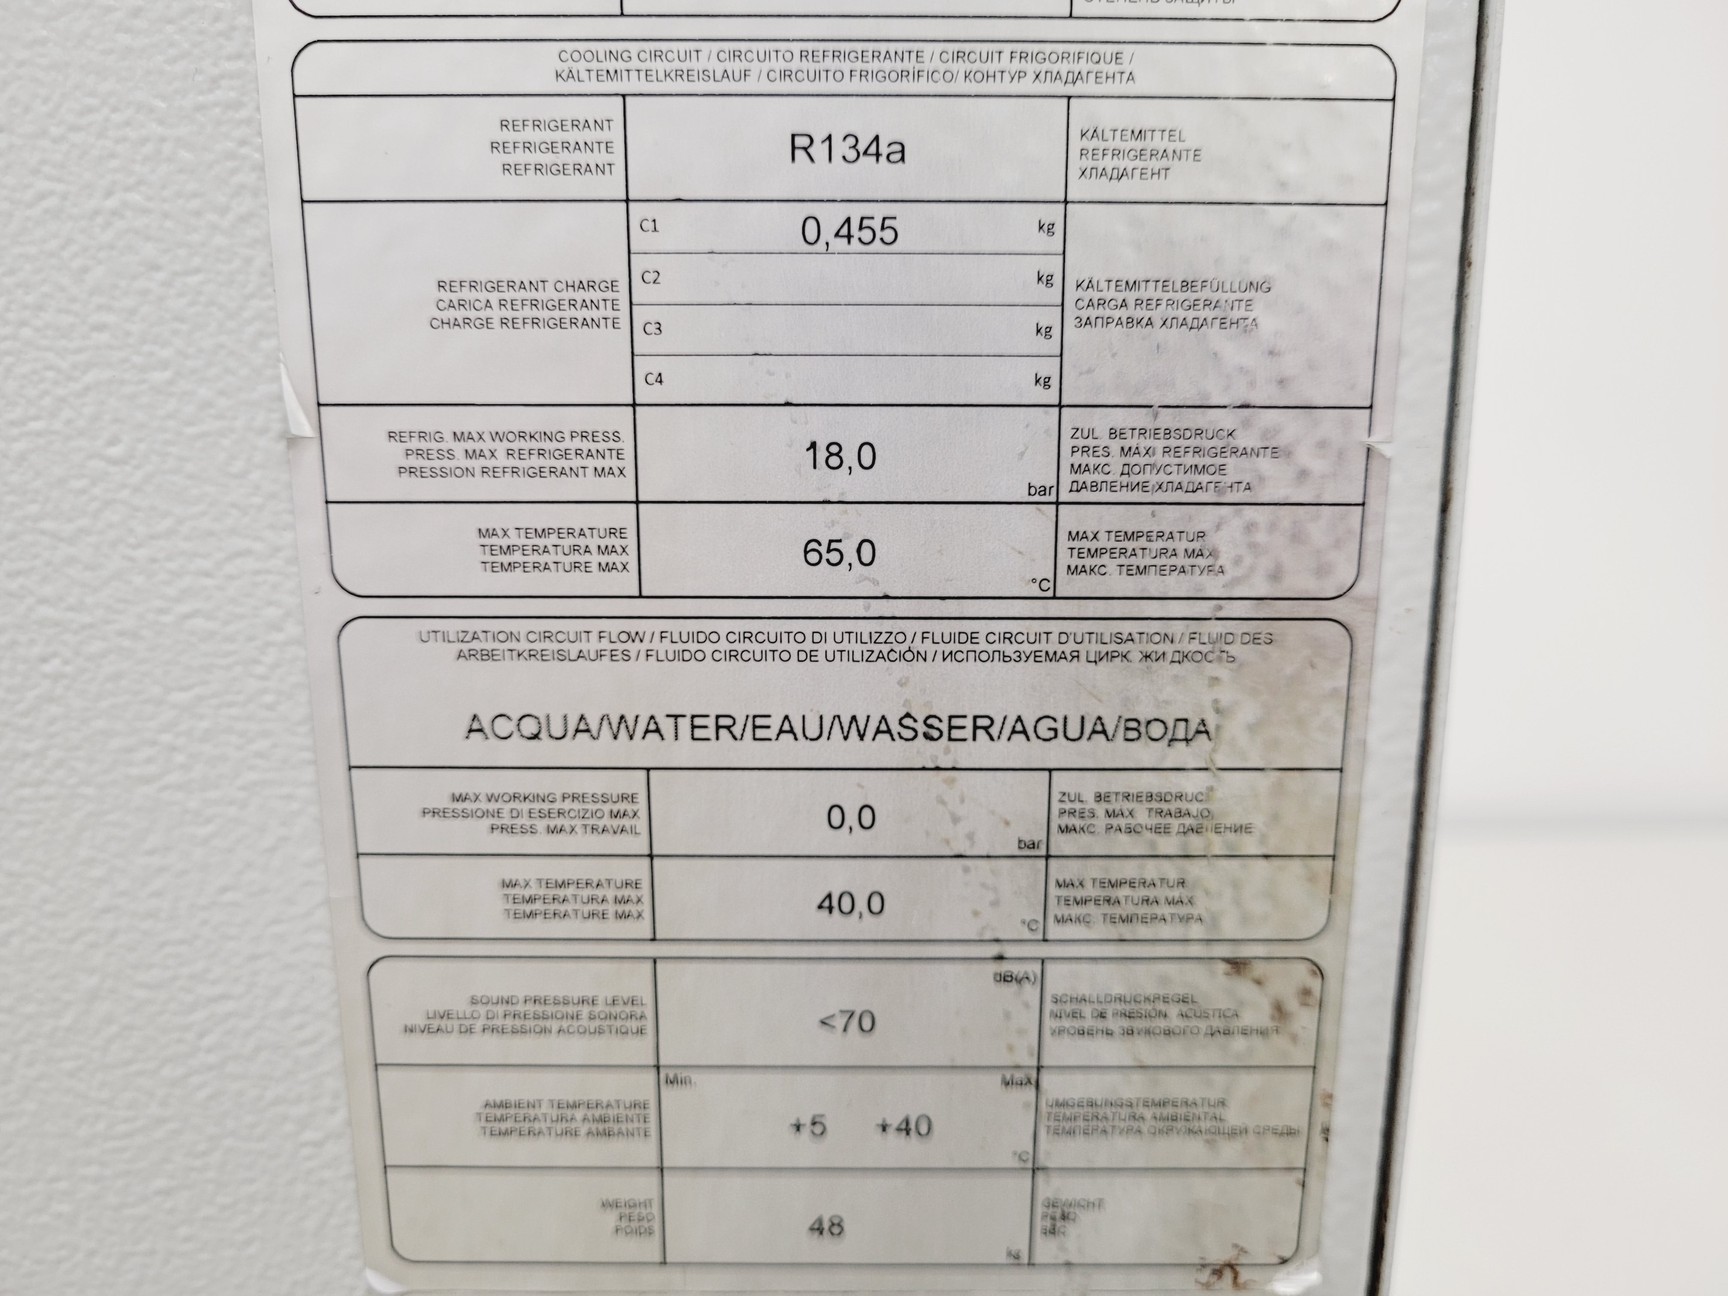 СТЕПЕНЬ ЗАЩИТЫ
COOLING CIRCUIT / CIRCUITO REFRIGERANTE / CIRCUIT FRIGORIFIQUE /
KÄLTEMITTELKREISLAUF / CIRCUITO FRIGORÍFICO/ КОНТУР ХЛАДАГЕНТА
REFRIGERANT
REFRIGERANTE
REFRIGERANT
R134a
KÄLTEMITTEL
REFRIGERANTE
ХЛАДАГЕНТ
REFRIGERANT CHARGE
CARICA REFRIGERANTE
CHARGE REFRIGERANTE
C1 0,455 kg
C2 kg
C3 kg
C4 kg
KÄLTEMITTELBEFÜLLUNG
CARGA REFRIGERANTE
ЗАПРАВКА ХЛАДАГЕНТА
REFRIG. MAX WORKING PRESS.
PRESS. MAX REFRIGERANTE
PRESSION REFRIGERANT MAX
18,0
bar
ZUL. BETRIEBSDRUCK
PRES. MÁXI REFRIGERANTE
МАКС. ДОПУСТИМОЕ
ДАВЛЕНИЕ ХЛАДАГЕНТА
MAX TEMPERATURE
TEMPERATURA MAX
TEMPERATURE MAX
65,0
°C
MAX TEMPERATUR
TEMPERATURA MAX
МАКС. ТЕМПЕРАТУРА
UTILIZATION CIRCUIT FLOW / FLUIDO CIRCUITO DI UTILIZZO / FLUIDE CIRCUIT D'UTILISATION / FLUID DES
ARBEITKREISLAUFES / FLUIDO CIRCUITO DE UTILIZACIÓN / ИСПОЛЬЗУЕМАЯ ЦИРК. ЖИДКОСТЬ
ACQUA/WATER/EAU/WASSER/AGUA/ВОДА
MAX WORKING PRESSURE
PRESSIONE DI ESERCIZIO MAX
PRESS. MAX TRAVAIL
0,0
bar
ZUL. BETRIEBSDRUC
PRES. MAX. TRABAJO
МАКС. РАБОЧЕЕ ДАВЛЕНИЕ
MAX TEMPERATURE
TEMPERATURA MAX
TEMPERATURE MAX
40,0
°C
MAX TEMPERATUR
TEMPERATURA MAX
МАКС. ТЕМПЕРАТУРА
SOUND PRESSURE LEVEL
LIVELLO DI PRESSIONE SONORA
NIVEAU DE PRESSION ACOUSTIQUE
dB(A)
<70
SCHALLDRUCKPEGEL
NIVEL DE PRESIÓN ACÚSTICA
УРОВЕНЬ ЗВУКОВОГО ДАВЛЕНИЯ
AMBIENT TEMPERATURE
TEMPERATURA AMBIENTE
TEMPERATURE AMBANTE
Min. Max
+5 +40
°C
UMGEBUNGSTEMPERATUR
TEMPERATURA AMBIENTAL
ТЕМПЕРАТУРА ОКРУЖАЮЩЕЙ СРЕДЫ
WEIGHT
PESO
POIDS
48
kg
GEWICHT
PESO
ВЕС